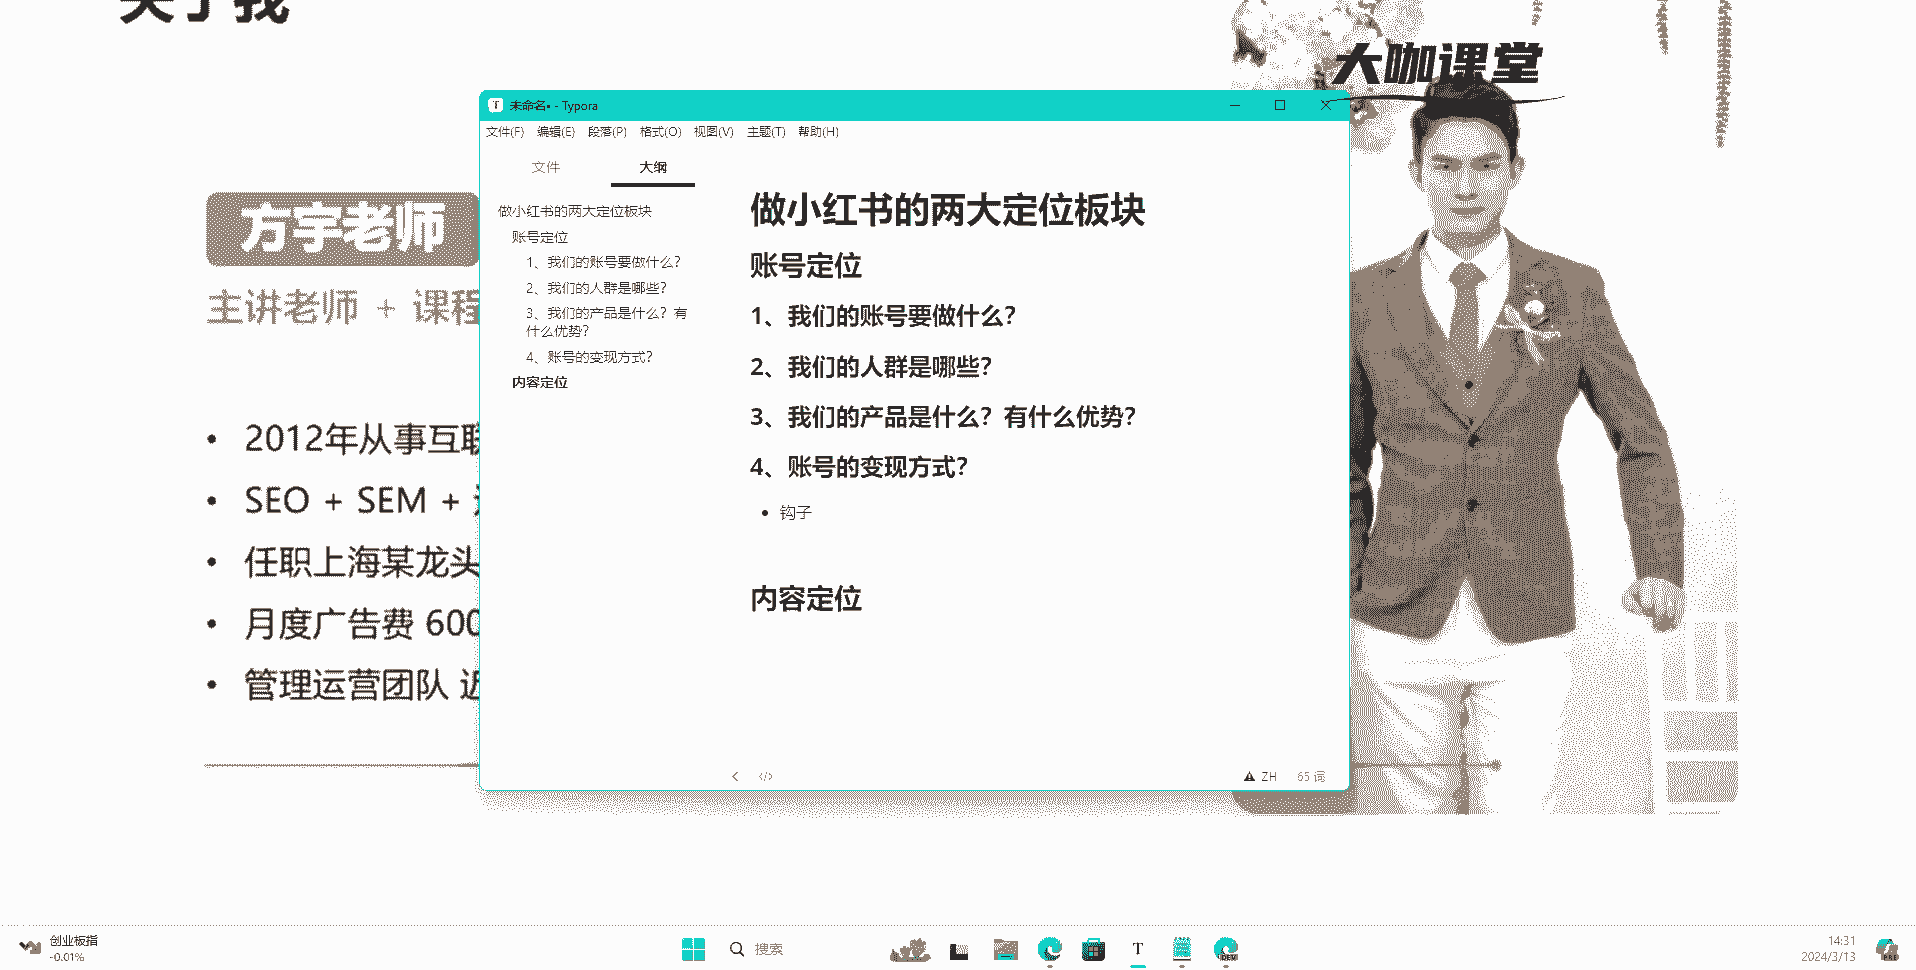 关于我
大咖课堂
未命名• - Typora
文件(F) 编辑(E) 段落(P) 格式(O) 视图(V) 主题(T) 帮助(H)
文件 大纲
做小红书的两大定位板块
账号定位
1、我们的账号要做什么？
2、我们的人群是哪些？
3、我们的产品是什么？有
什么优势？
4、账号的变现方式？
内容定位
做小红书的两大定位板块
账号定位
1、我们的账号要做什么？
2、我们的人群是哪些？
3、我们的产品是什么？有什么优势？
4、账号的变现方式？
• 钩子
内容定位
ZH 65 词
方宇老师
主讲老师 + 课程
• 2012年从事互联
• SEO + SEM +
• 任职上海某龙头
• 月度广告费 600
• 管理运营团队 近
创业板指
-0.01%
搜索
14:31
2024/3/13